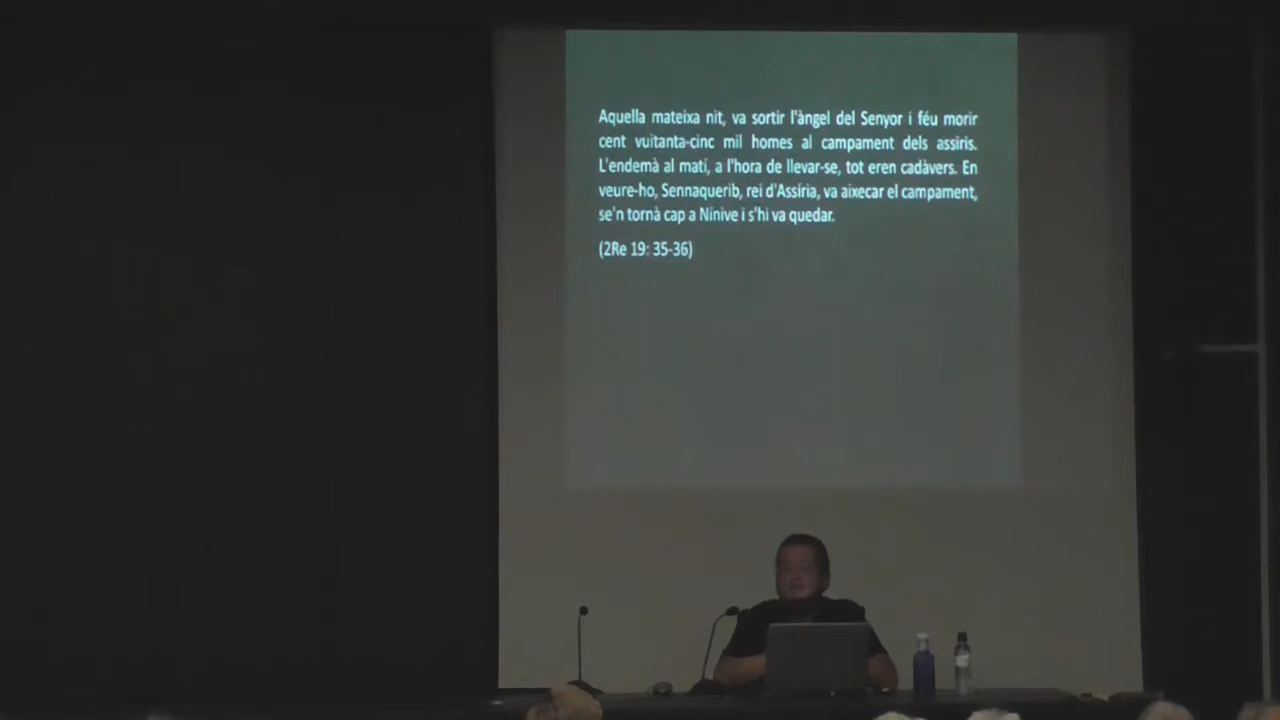 Aquella mateixa nit, va sortir l'àngel del Senyor i féu morir
cent vuitanta-cinc mil homes al campament dels assiris.
L'endemà al matí, a l'hora de llevar-se, tot eren cadàvers. En
veure-ho, Sennaquerib, rei d'Assíria, va aixecar el campament,
se'n tornà cap a Nínive i s'hi va quedar.
(2Re 19: 35-36)